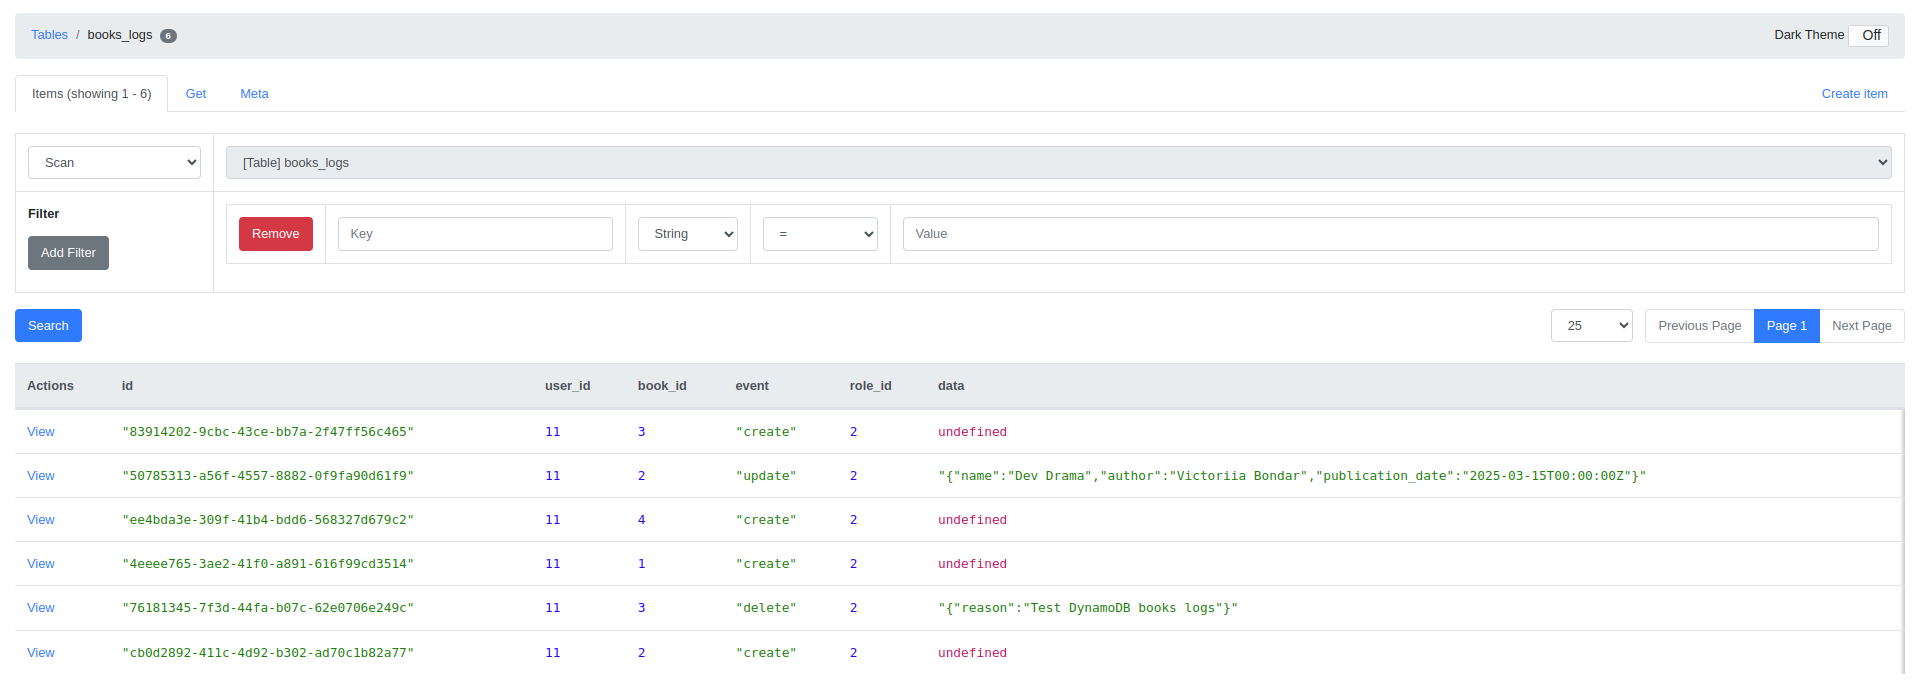 Tables / books_logs 6 Dark Theme Off
Items (showing 1 - 6) Get Meta Create item
Scan [Table] books_logs
Filter
Remove Key String = Value
Add Filter
Search 25 Previous Page Page 1 Next Page
Actions id user_id book_id event role_id data
View "83914202-9cbc-43ce-bb7a-2f47ff56c465" 11 3 "create" 2 undefined
View "50785313-a56f-4557-8882-0f9fa90d61f9" 11 2 "update" 2 "{"name":"Dev Drama","author":"Victoriia Bondar","publication_date":"2025-03-15T00:00:00Z"}"
View "ee4bda3e-309f-41b4-bdd6-568327d679c2" 11 4 "create" 2 undefined
View "4eeee765-3ae2-41f0-a891-616f99cd3514" 11 1 "create" 2 undefined
View "76181345-7f3d-44fa-b07c-62e0706e249c" 11 3 "delete" 2 "{"reason":"Test DynamoDB books logs"}"
View "cb0d2892-411c-4d92-b302-ad70c1b82a77" 11 2 "create" 2 undefined